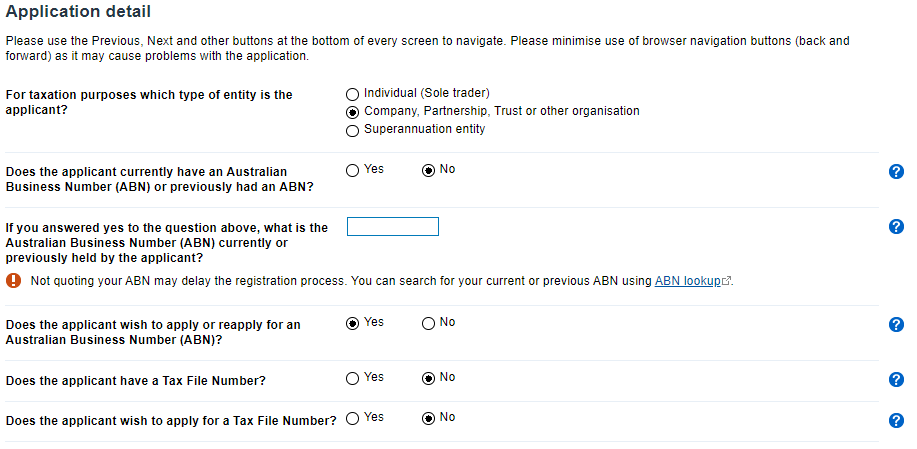 Application detail
Please use the Previous, Next and other buttons at the bottom of every screen to navigate. Please minimise use of browser navigation buttons (back and
forward) as it may cause problems with the application.
For taxation purposes which type of entity is the
applicant?
Individual (Sole trader)
Company, Partnership, Trust or other organisation
Superannuation entity
Does the applicant currently have an Australian
Business Number (ABN) or previously had an ABN?
Yes No
If you answered yes to the question above, what is the
Australian Business Number (ABN) currently or
previously held by the applicant?
Not quoting your ABN may delay the registration process. You can search for your current or previous ABN using ABN lookup.
Does the applicant wish to apply or reapply for an
Australian Business Number (ABN)?
Yes No
Does the applicant have a Tax File Number? Yes No
Does the applicant wish to apply for a Tax File Number? Yes No